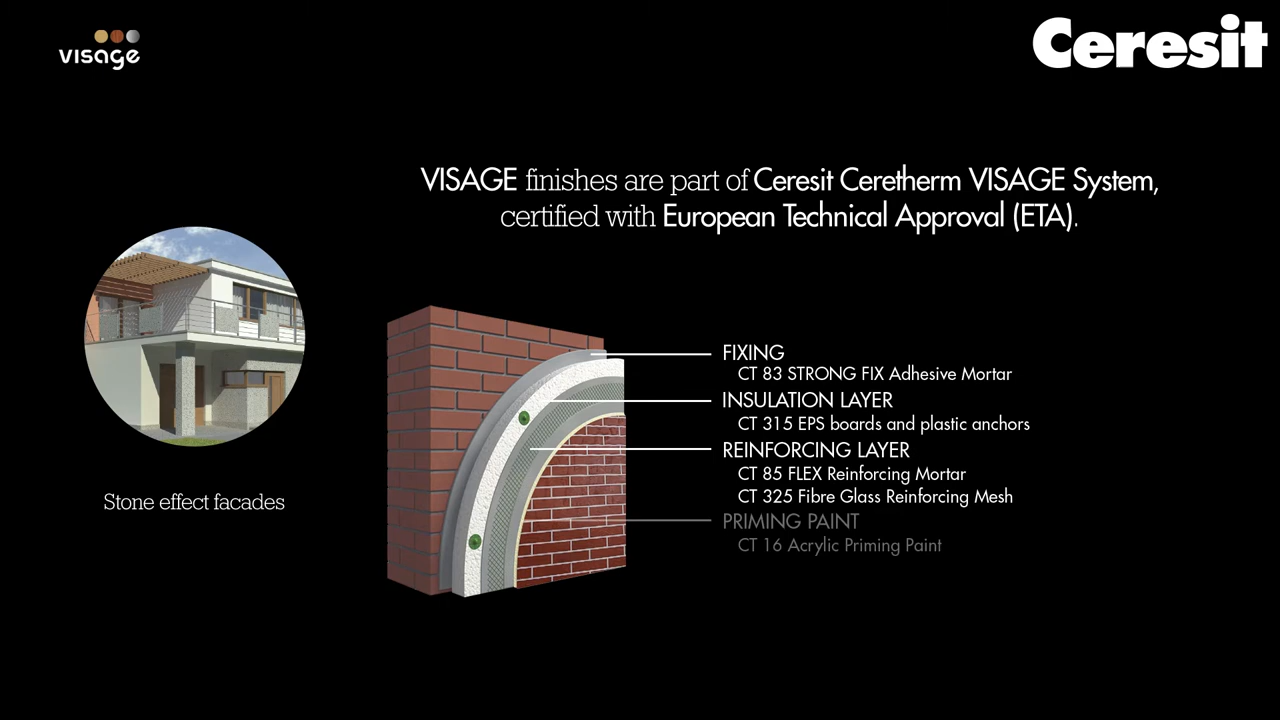 visage
Ceresit
VISAGE finishes are part of Ceresit Ceretherm VISAGE System,
certified with European Technical Approval (ETA).
FIXING
CT 83 STRONG FIX Adhesive Mortar
INSULATION LAYER
CT 315 EPS boards and plastic anchors
REINFORCING LAYER
CT 85 FLEX Reinforcing Mortar
CT 325 Fibre Glass Reinforcing Mesh
PRIMING PAINT
CT 16 Acrylic Priming Paint
Stone effect facades